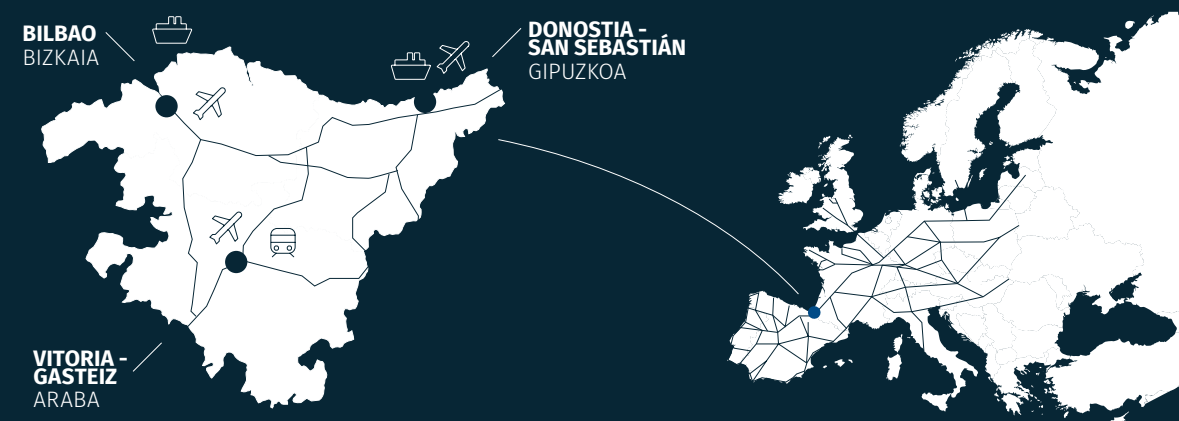 BILBAO
BIZKAIA
DONOSTIA -
SAN SEBASTIÁN
GIPUZKOA
VITORIA -
GASTEIZ
ARABA